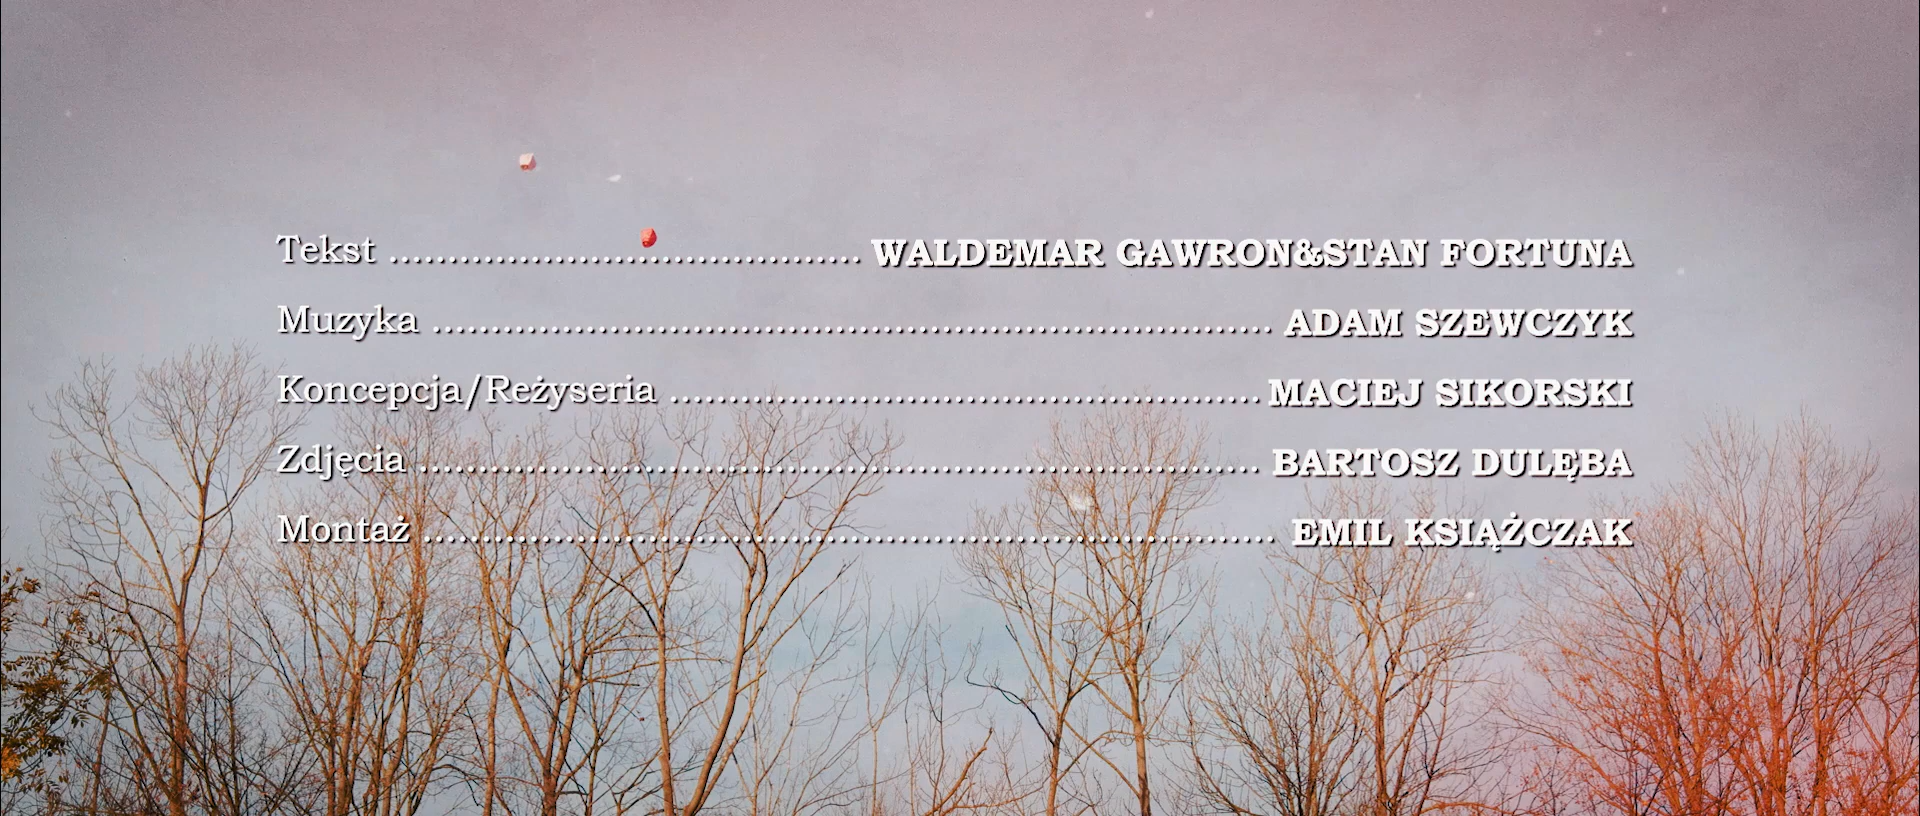 Tekst ........................................ WALDEMAR GAWRON&STAN FORTUNA
Muzyka ....................................................................... ADAM SZEWCZYK
Koncepcja/Reżyseria .................................................. MACIEJ SIKORSKI
Zdjęcia ....................................................................... BARTOSZ DULĘBA
Montaż ........................................................................ EMIL KSIĄŻCZAK